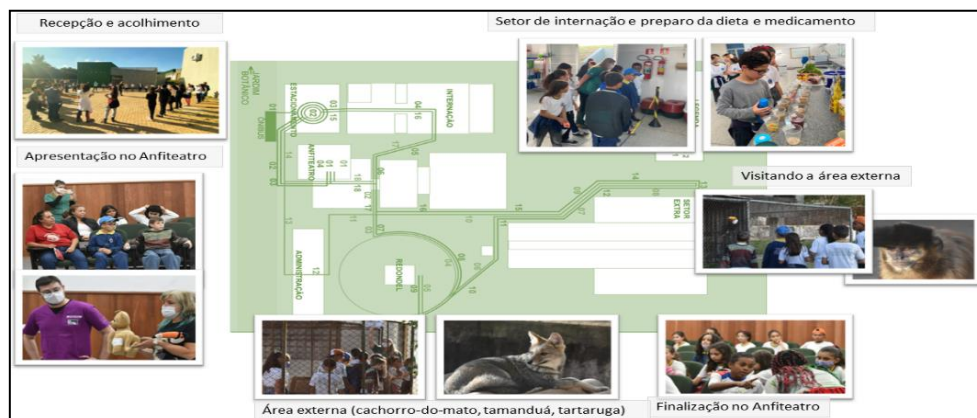 Recepção e acolhimento
Setor de internação e preparo da dieta e medicamento
JARDIM
BOTÂNICO
ÔNIBUS
ESTACIONAMENTO
INTERNAÇÃO
Apresentação no Anfiteatro
ANFITEATRO
Visitando a área externa
SETOR
EXTRA
ADMINISTRAÇÃO
REDONDEL
Área externa (cachorro-do-mato, tamanduá, tartaruga)
Finalização no Anfiteatro